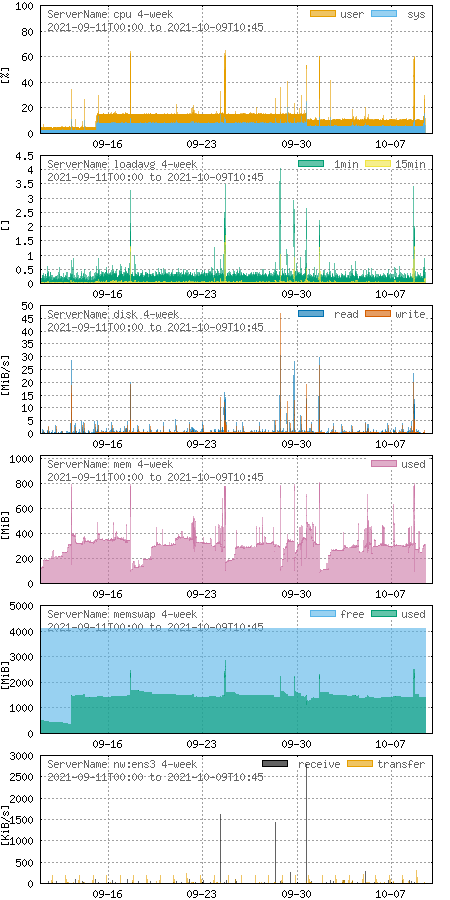 ServerName: cpu 4-week user sys
2021-09-11T00:00 to 2021-10-09T10:45
100
80
60
40
20
0
[%]
09-16 09-23 09-30 10-07
ServerName: loadavg 4-week 1min 15min
2021-09-11T00:00 to 2021-10-09T10:45
4.5
4
3.5
3
2.5
2
1.5
1
0.5
0
[]
09-16 09-23 09-30 10-07
ServerName: disk 4-week read write
2021-09-11T00:00 to 2021-10-09T10:45
50
45
40
35
30
25
20
15
10
5
0
[MiB/s]
09-16 09-23 09-30 10-07
ServerName: mem 4-week used
2021-09-11T00:00 to 2021-10-09T10:45
1000
800
600
400
200
0
[MiB]
09-16 09-23 09-30 10-07
ServerName: memswap 4-week free used
2021-09-11T00:00 to 2021-10-09T10:45
5000
4000
3000
2000
1000
0
[MiB]
09-16 09-23 09-30 10-07
ServerName: nw:ens3 4-week receive transfer
2021-09-11T00:00 to 2021-10-09T10:45
3000
2500
2000
1500
1000
500
0
[KiB/s]
09-16 09-23 09-30 10-07